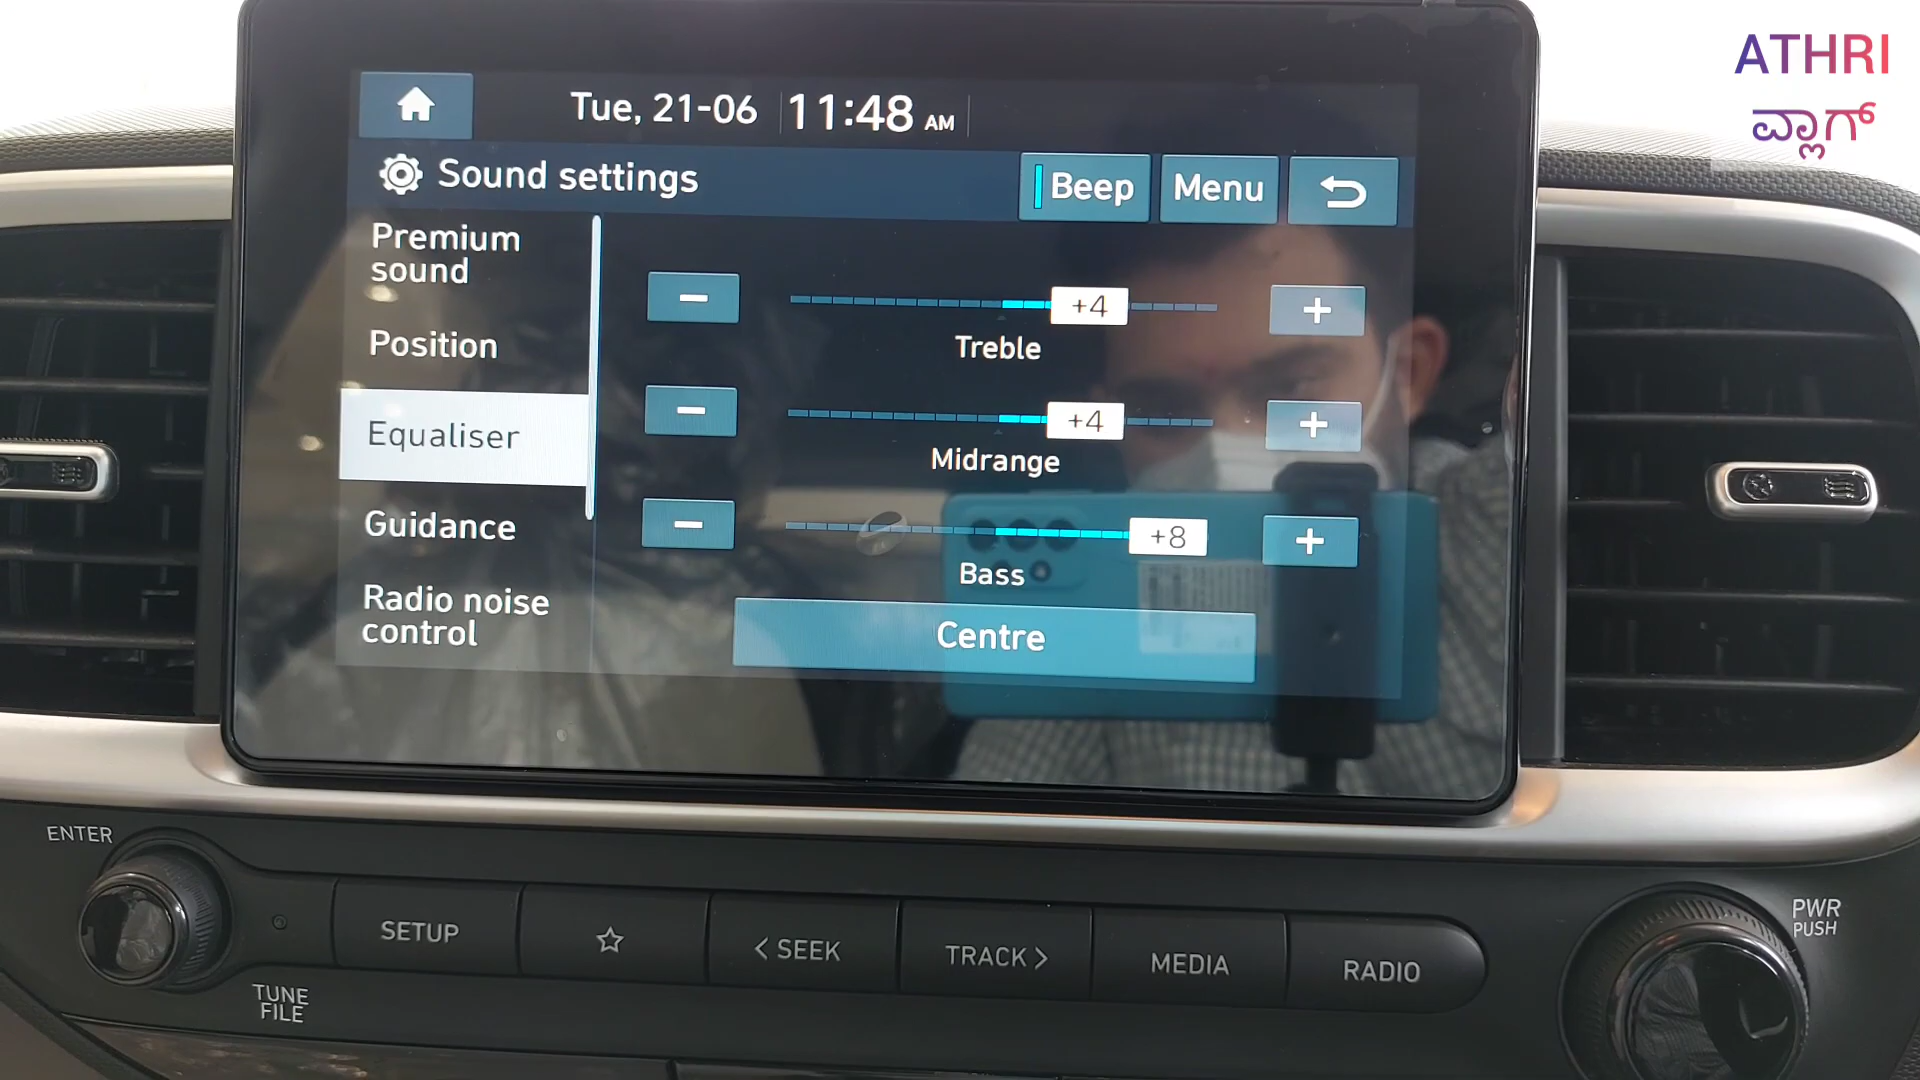 ATHRI
ವ್ಲಾಗ್
Tue, 21-06 11:48 AM
Sound settings
Beep
Menu
Premium
sound
Position
Equaliser
Guidance
Radio noise
control
+4
Treble
+4
Midrange
+8
Bass
Centre
ENTER
TUNE
FILE
SETUP
< SEEK
TRACK >
MEDIA
RADIO
PWR
PUSH